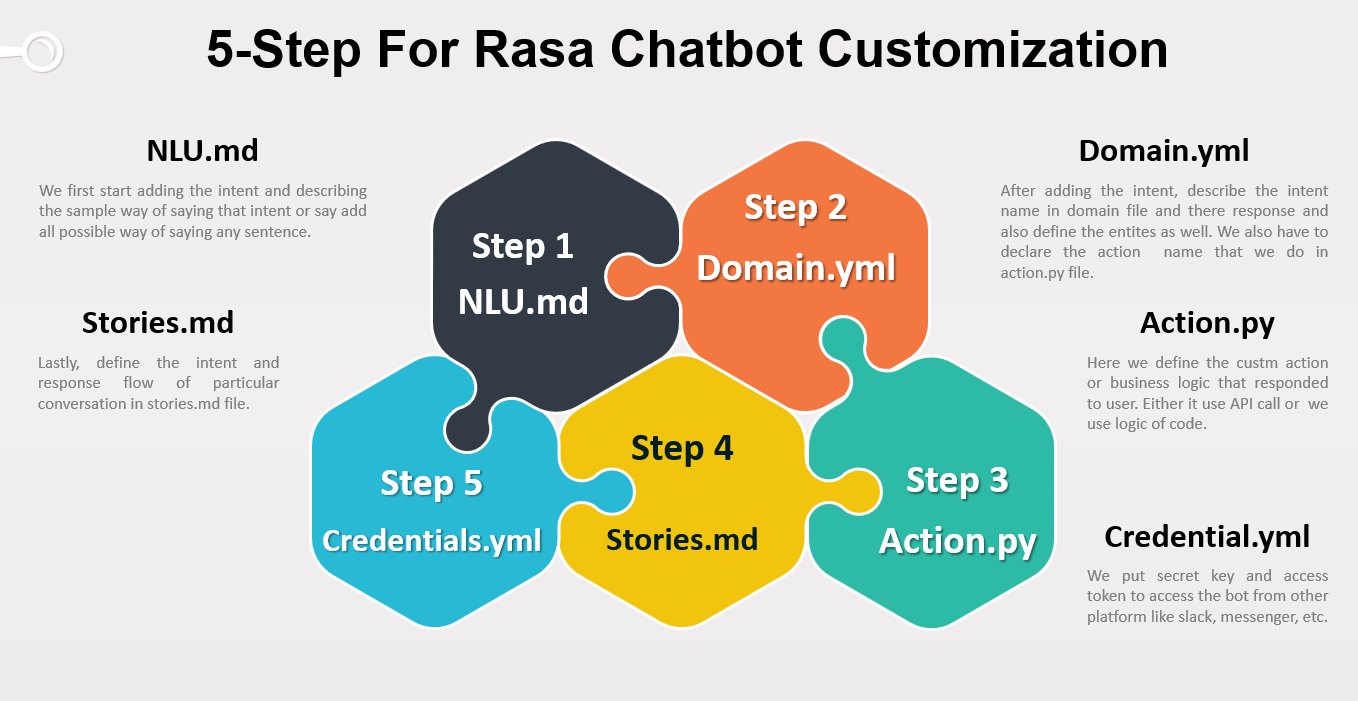 5-Step For Rasa Chatbot Customization
NLU.md
We first start adding the intent and describing
the sample way of saying that intent or say add
all possible way of saying any sentence.
Stories.md
Lastly, define the intent and
response flow of particular
conversation in stories.md file.
Step 1
NLU.md
Step 2
Domain.yml
Step 5
Credentials.yml
Step 4
Stories.md
Step 3
Action.py
Domain.yml
After adding the intent, describe the intent
name in domain file and there response and
also define the entites as well. We also have to
declare the action name that we do in
action.py file.
Action.py
Here we define the custm action
or business logic that responded
to user. Either it use API call or we
use logic of code.
Credential.yml
We put secret key and access
token to access the bot from other
platform like slack, messenger, etc.